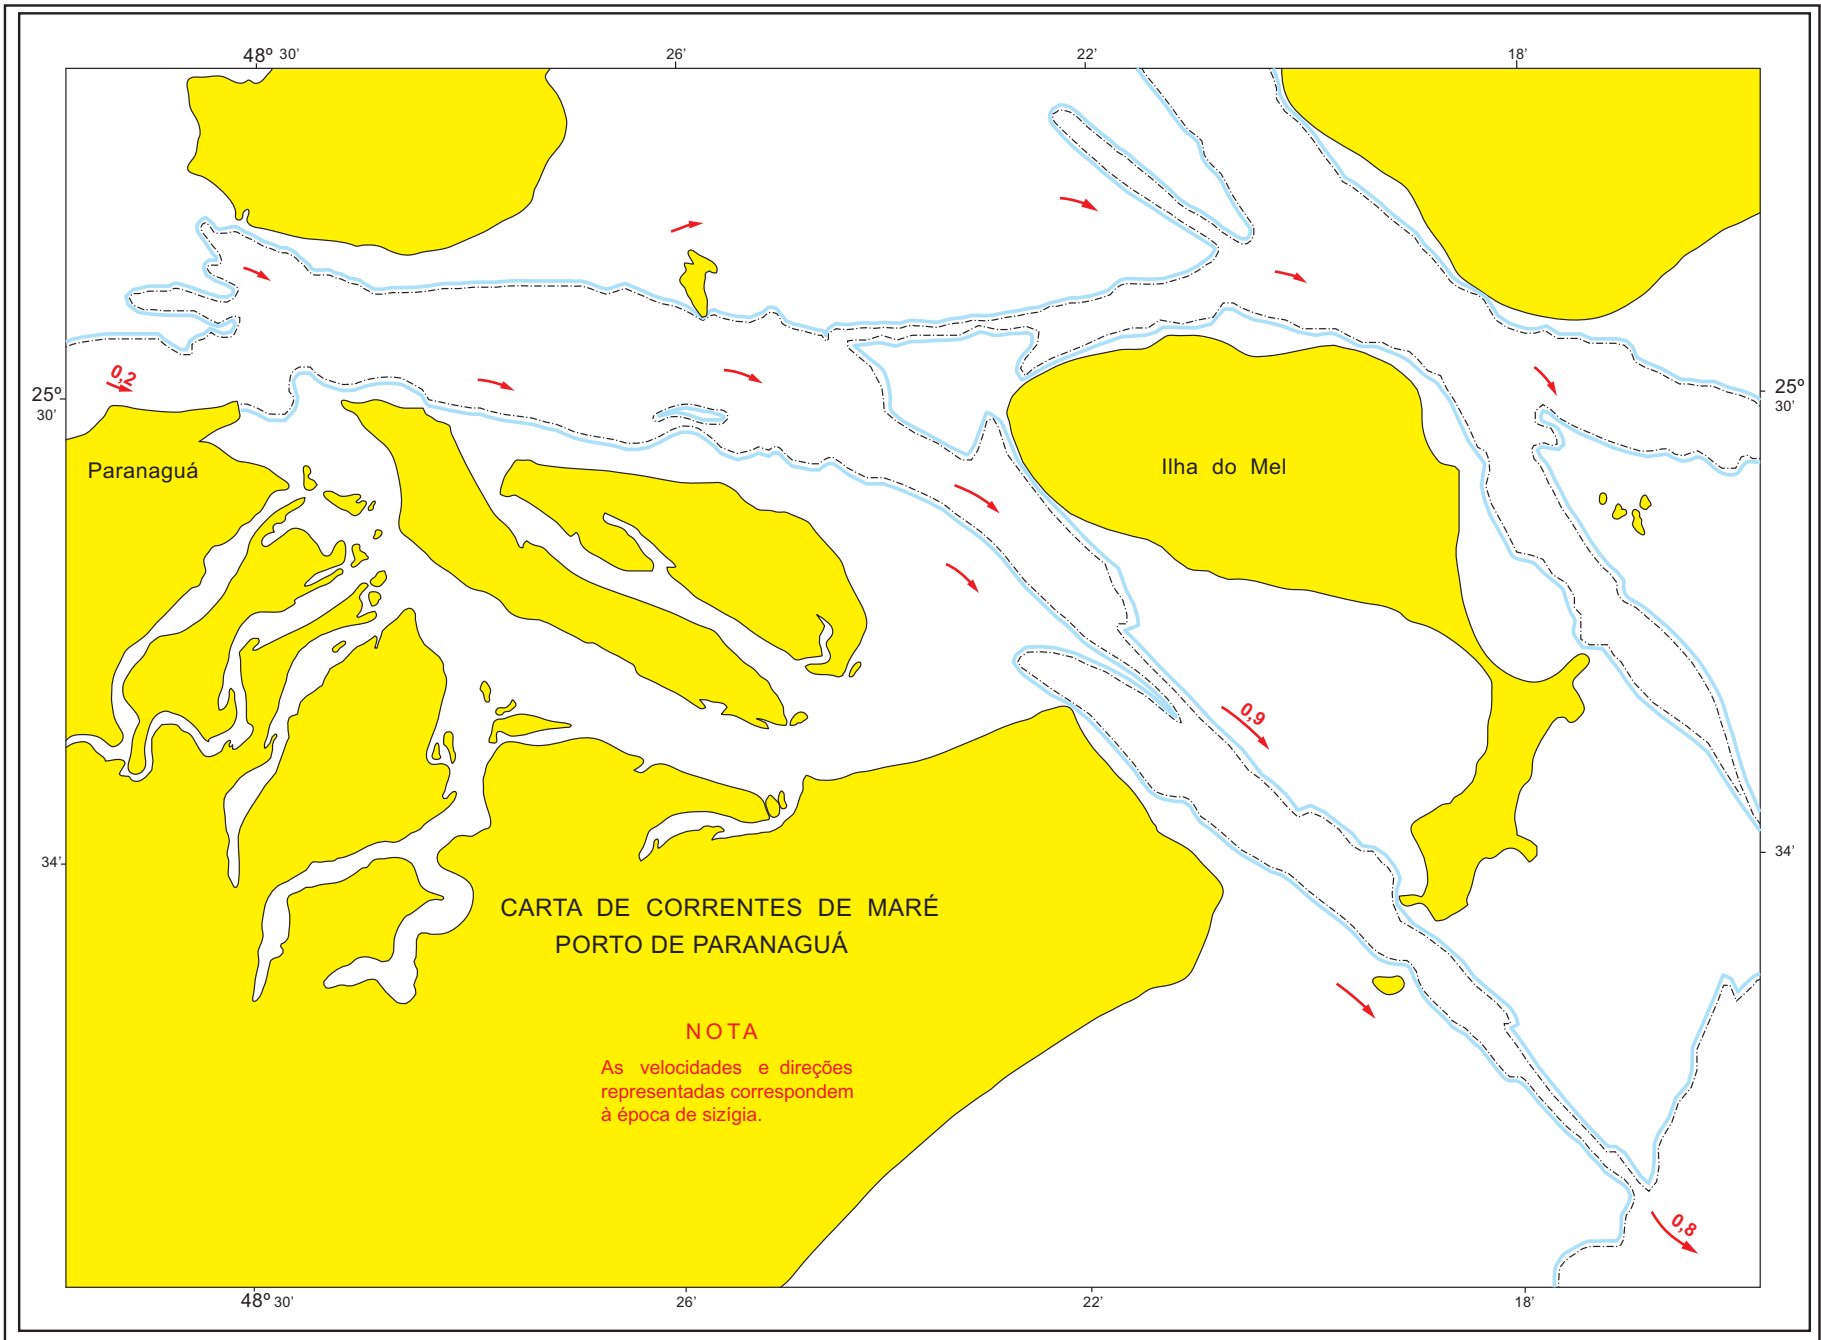 48º 30'
26'
22'
18'
0,2
25º
30'
25º
30'
Paranaguá
Ilha do Mel
0,9
34'
34'
CARTA DE CORRENTES DE MARÉ
PORTO DE PARANAGUÁ
NOTA
As velocidades e direções
representadas correspondem
à época de sizígia.
0,8
48º 30'
26'
22'
18'